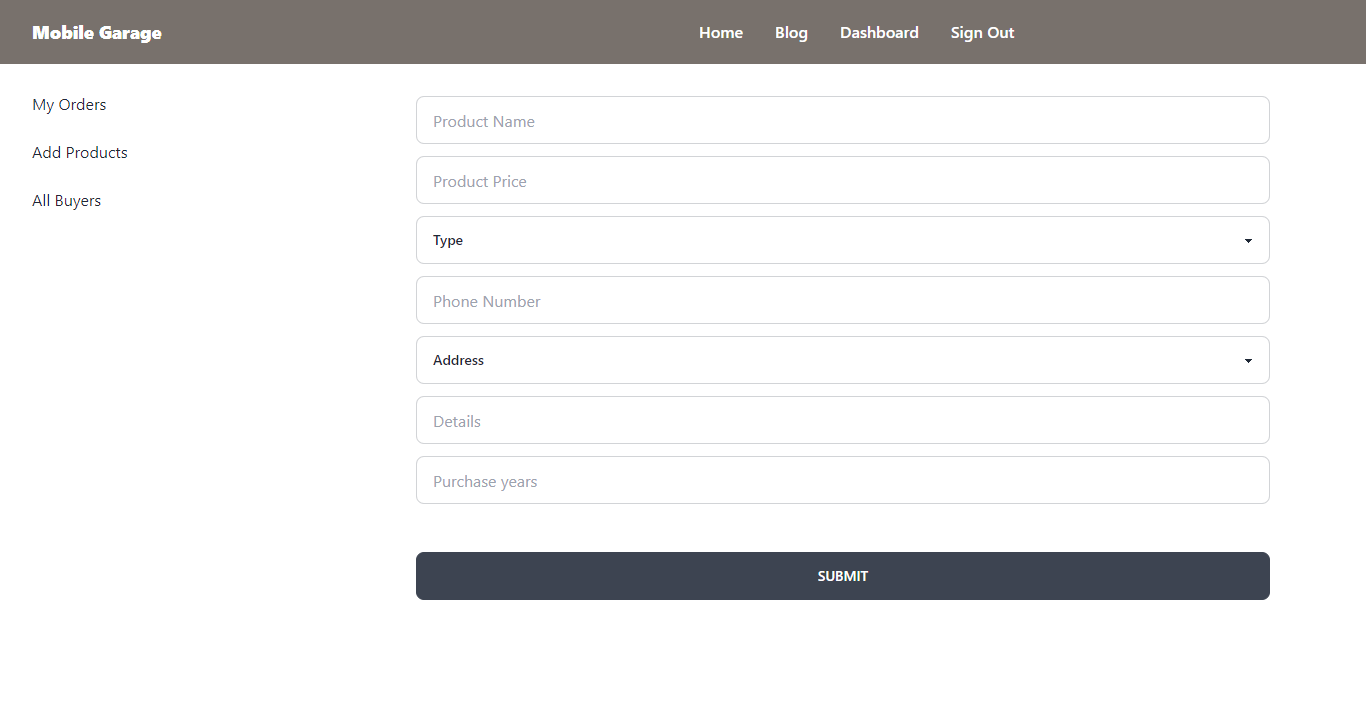 Mobile Garage
Home Blog Dashboard Sign Out
My Orders
Add Products
All Buyers
Product Name
Product Price
Type
Phone Number
Address
Details
Purchase years
SUBMIT